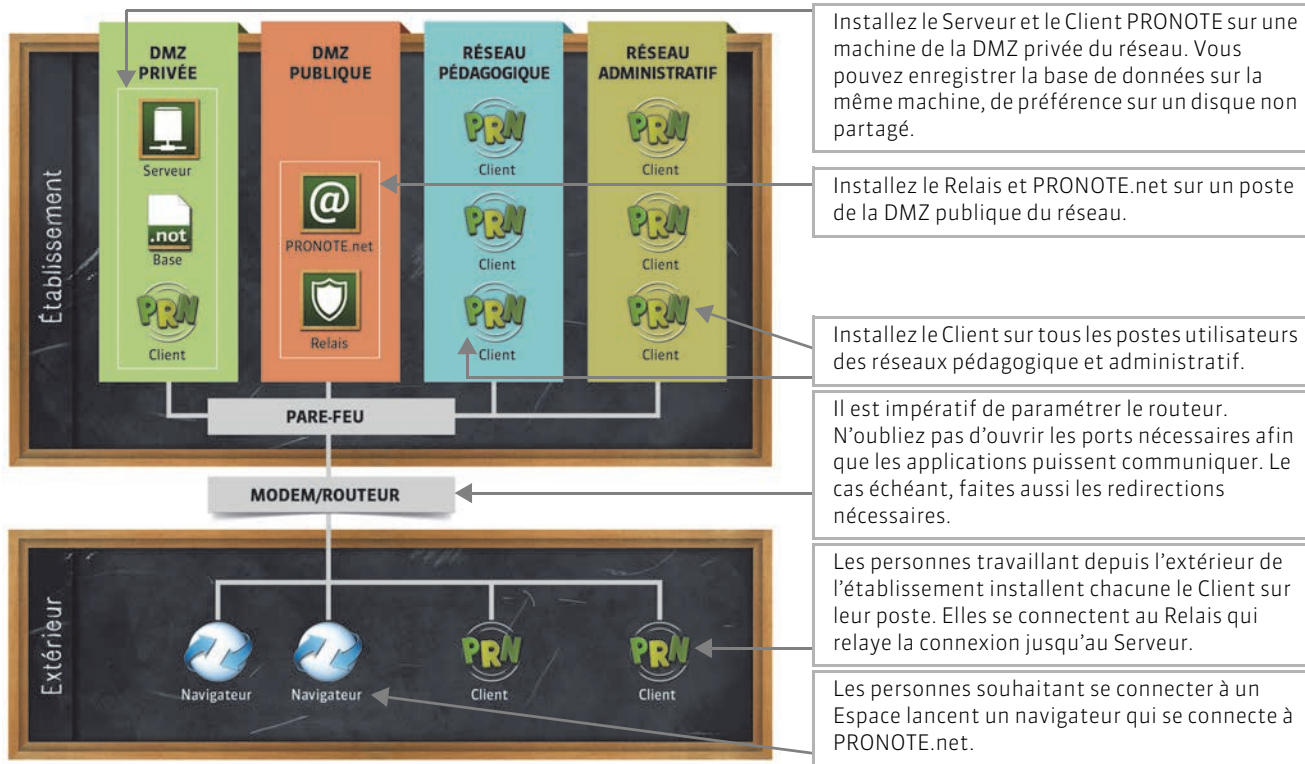 DMZ
PRIVÉE
DMZ
PUBLIQUE
RÉSEAU
PÉDAGOGIQUE
RÉSEAU
ADMINISTRATIF
Établissement
Serveur
.not
Base
PRN
Client
@
PRONOTE.net
Relais
PRN
Client
PRN
Client
PRN
Client
PRN
Client
PRN
Client
PRN
Client
PARE-FEU
MODEM/ROUTEUR
Extérieur
Navigateur
Navigateur
PRN
Client
PRN
Client
Installez le Serveur et le Client PRONOTE sur une
machine de la DMZ privée du réseau. Vous
pouvez enregistrer la base de données sur la
même machine, de préférence sur un disque non
partagé.
Installez le Relais et PRONOTE.net sur un poste
de la DMZ publique du réseau.
Installez le Client sur tous les postes utilisateurs
des réseaux pédagogique et administratif.
Il est impératif de paramétrer le routeur.
N'oubliez pas d'ouvrir les ports nécessaires afin
que les applications puissent communiquer. Le
cas échéant, faites aussi les redirections
nécessaires.
Les personnes travaillant depuis l'extérieur de
l'établissement installent chacune le Client sur
leur poste. Elles se connectent au Relais qui
relaye la connexion jusqu'au Serveur.
Les personnes souhaitant se connecter à un
Espace lancent un navigateur qui se connecte à
PRONOTE.net.